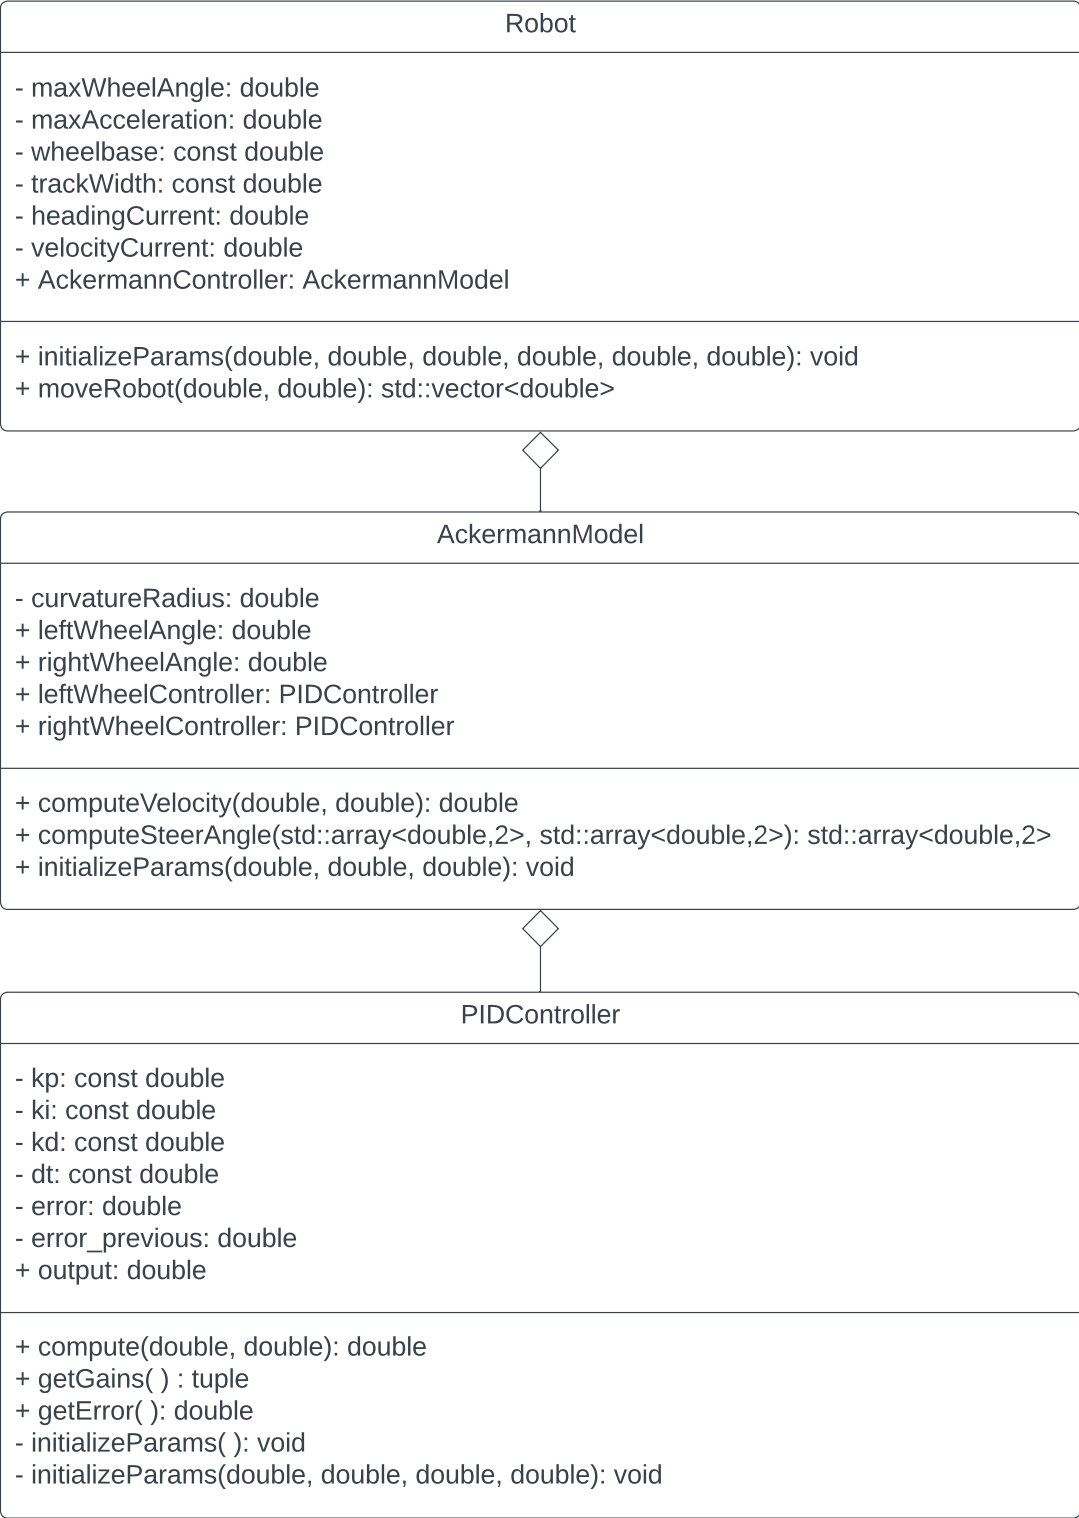 Robot
- maxWheelAngle: double
- maxAcceleration: double
- wheelbase: const double
- trackWidth: const double
- headingCurrent: double
- velocityCurrent: double
+ AckermannController: AckermannModel
+ initializeParams(double, double, double, double, double, double): void
+ moveRobot(double, double): std::vector<double>
AckermannModel
- curvatureRadius: double
+ leftWheelAngle: double
+ rightWheelAngle: double
+ leftWheelController: PIDController
+ rightWheelController: PIDController
+ computeVelocity(double, double): double
+ computeSteerAngle(std::array<double,2>, std::array<double,2>): std::array<double,2>
+ initializeParams(double, double, double): void
PIDController
- kp: const double
- ki: const double
- kd: const double
- dt: const double
- error: double
- error_previous: double
+ output: double
+ compute(double, double): double
+ getGains( ) : tuple
+ getError( ): double
- initializeParams( ): void
- initializeParams(double, double, double, double): void